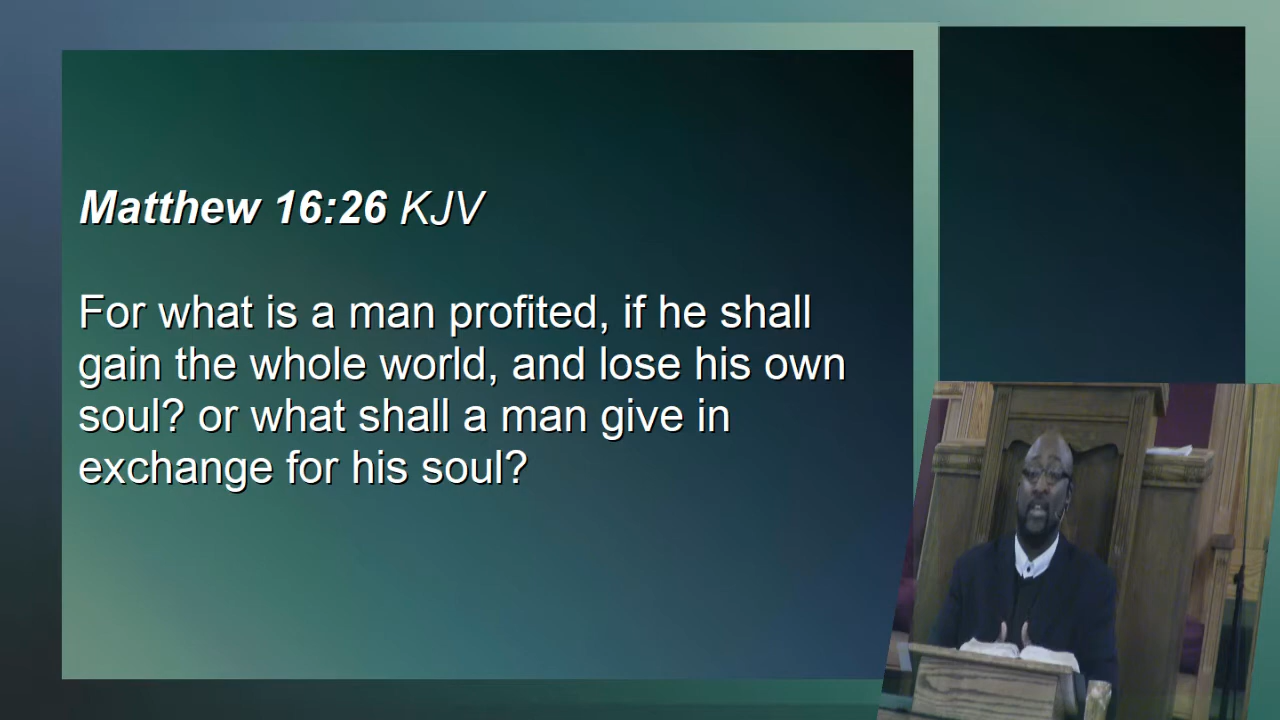 Matthew 16:26 KJV
For what is a man profited, if he shall
gain the whole world, and lose his own
soul? or what shall a man give in
exchange for his soul?